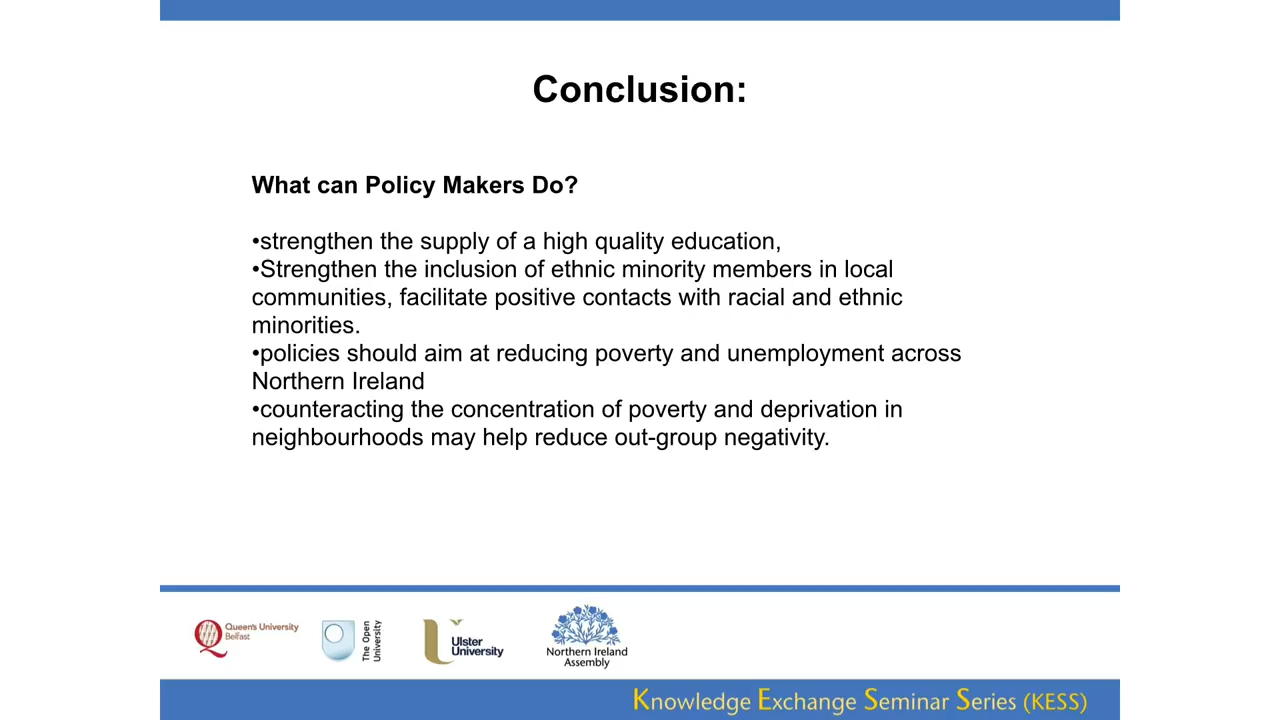 Conclusion:
What can Policy Makers Do?
•strengthen the supply of a high quality education,
•Strengthen the inclusion of ethnic minority members in local
communities, facilitate positive contacts with racial and ethnic
minorities.
•policies should aim at reducing poverty and unemployment across
Northern Ireland
•counteracting the concentration of poverty and deprivation in
neighbourhoods may help reduce out-group negativity.
Queen's University
Belfast
The Open
University
Ulster
University
Northern Ireland
Assembly
Knowledge Exchange Seminar Series (KESS)